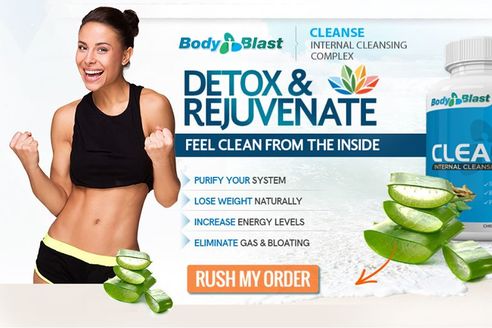 BodyBlast
CLEANSE
INTERNAL CLEANSING
COMPLEX
DETOX &
REJUVENATE
FEEL CLEAN FROM THE INSIDE
PURIFY YOUR SYSTEM
LOSE WEIGHT NATURALLY
INCREASE ENERGY LEVELS
ELIMINATE GAS & BLOATING
RUSH MY ORDER
BodyBlast
CLEA
INTERNAL CLEANS